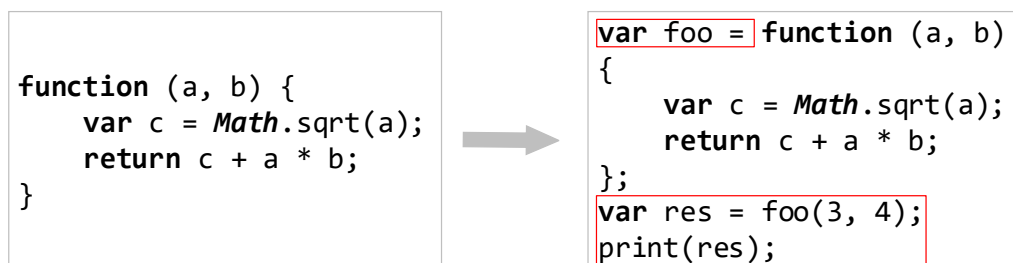 function (a, b) {
    var c = Math.sqrt(a);
    return c + a * b;
}
var foo = function (a, b)
{
    var c = Math.sqrt(a);
    return c + a * b;
};
var res = foo(3, 4);
print(res);